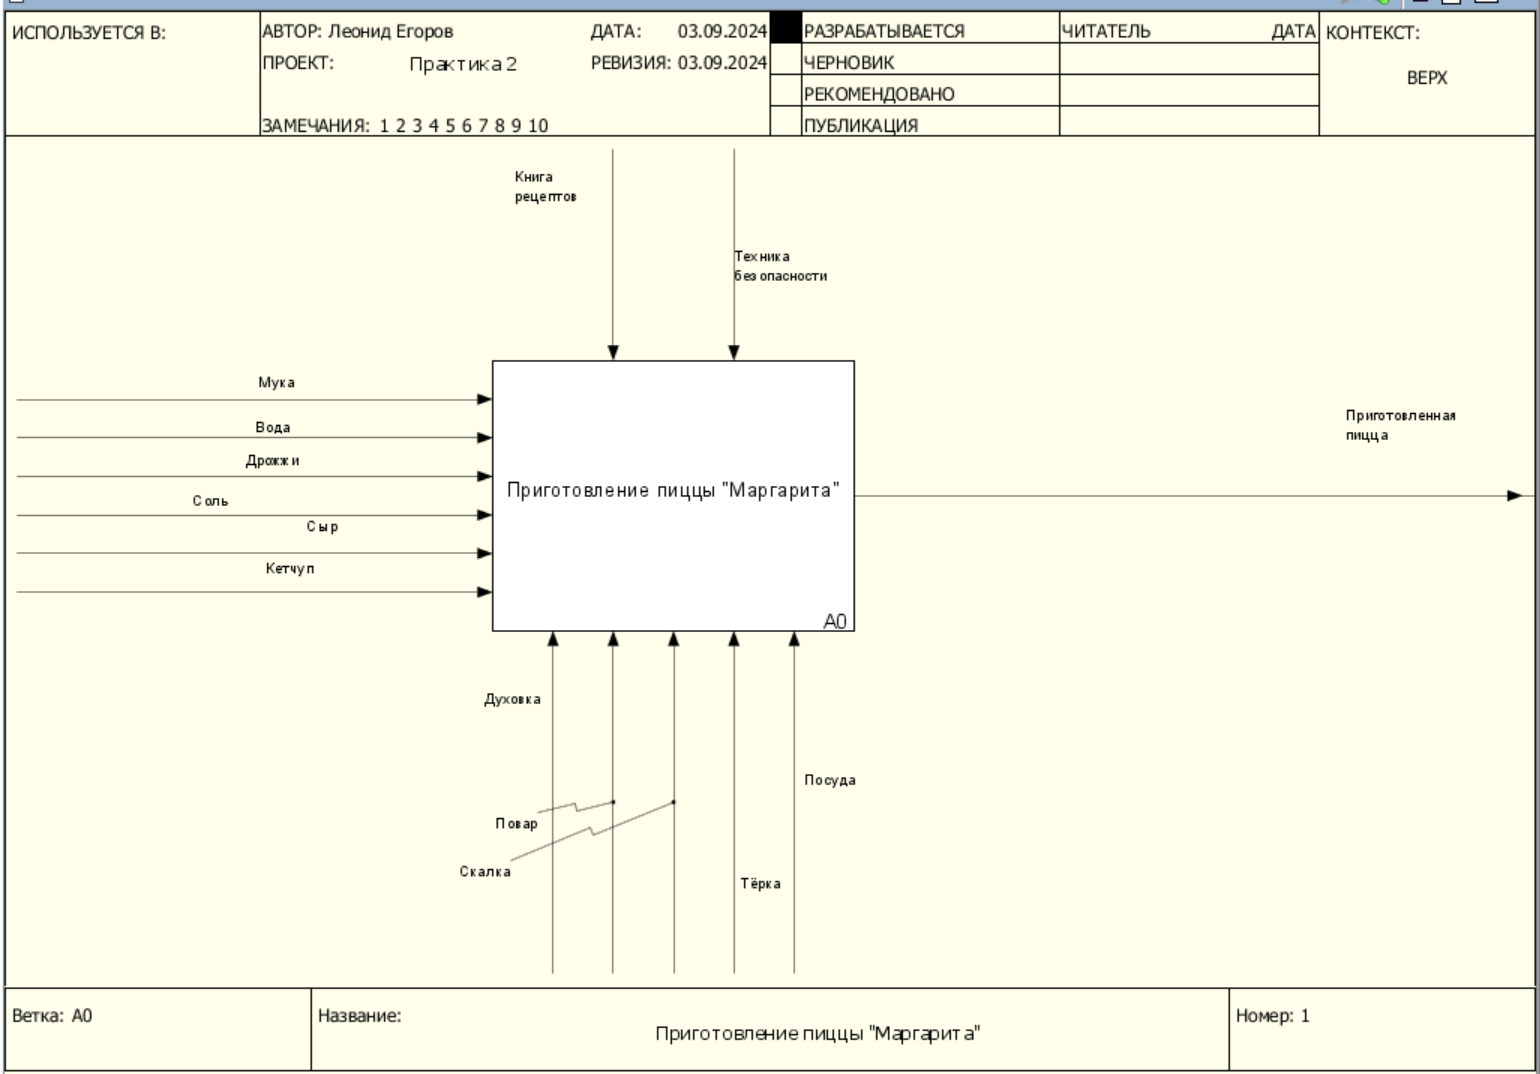 ИСПОЛЬЗУЕТСЯ В:
АВТОР: Леонид Егоров
ДАТА: 03.09.2024
ПРОЕКТ: Практика 2
РЕВИЗИЯ: 03.09.2024
ЗАМЕЧАНИЯ: 1 2 3 4 5 6 7 8 9 10
РАЗРАБАТЫВАЕТСЯ
ЧЕРНОВИК
РЕКОМЕНДОВАНО
ПУБЛИКАЦИЯ
ЧИТАТЕЛЬ
ДАТА
КОНТЕКСТ:
ВЕРХ
Книга
рецептов
Техника
безопасности
Мука
Вода
Дрожжи
Соль
Сыр
Кетчуп
Приготовление пиццы "Маргарита"
A0
Приготовленная
пицца
Духовка
Повар
Скалка
Тёрка
Посуда
Ветка: A0
Название:
Приготовление пиццы "Маргарита"
Номер: 1